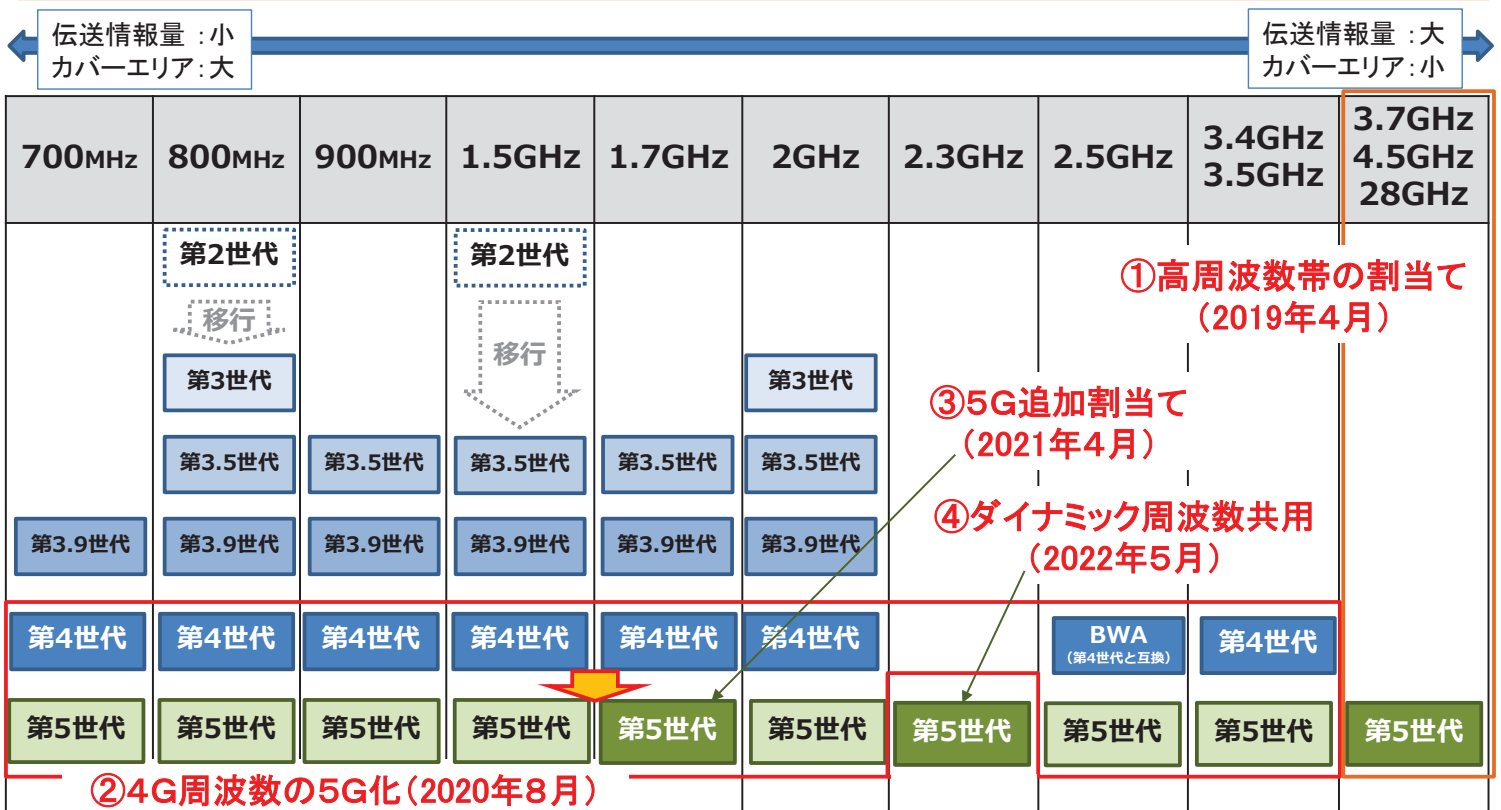 伝送情報量 ：小
カバーエリア：大
伝送情報量 ：大
カバーエリア：小
700MHz
800MHz
900MHz
1.5GHz
1.7GHz
2GHz
2.3GHz
2.5GHz
3.4GHz
3.5GHz
3.7GHz
4.5GHz
28GHz
第2世代
第2世代
①高周波数帯の割当て
（2019年４月）
移行
移行
第3世代
第3世代
③5G追加割当て
（2021年４月）
第3.5世代
第3.5世代
第3.5世代
第3.5世代
第3.5世代
④ダイナミック周波数共用
（2022年５月）
第3.9世代
第3.9世代
第3.9世代
第3.9世代
第3.9世代
第3.9世代
第4世代
第4世代
第4世代
第4世代
第4世代
第4世代
BWA
（第4世代と互換）
第4世代
第5世代
第5世代
第5世代
第5世代
第5世代
第5世代
第5世代
第5世代
第5世代
第5世代
②4G周波数の5G化（2020年８月）